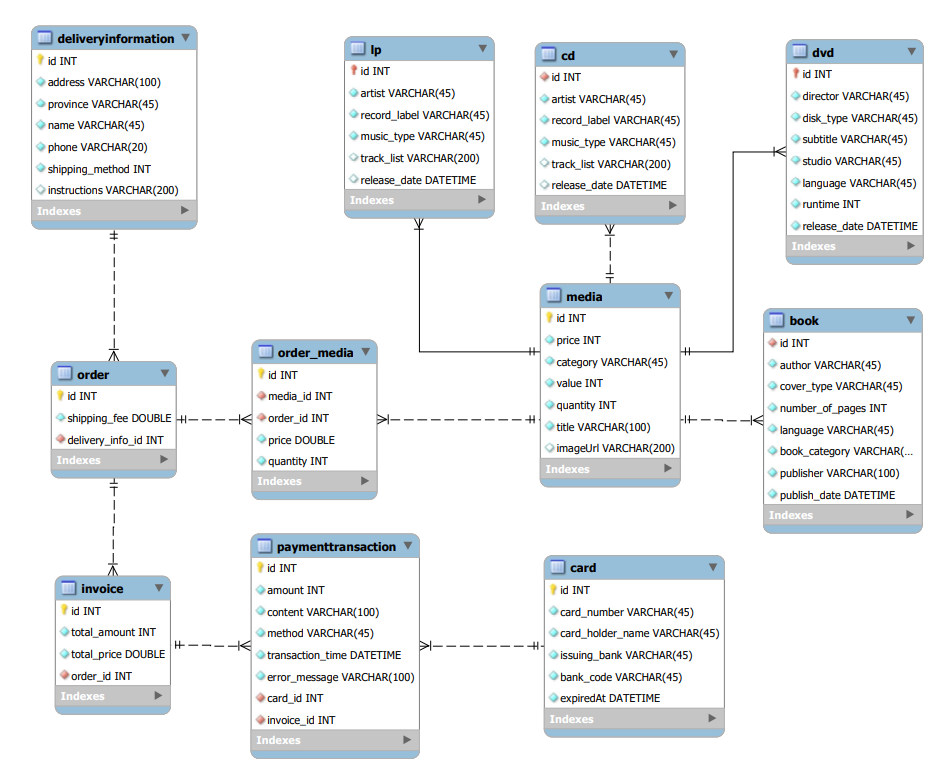 deliveryinformation
id INT
address VARCHAR(100)
province VARCHAR(45)
name VARCHAR(45)
phone VARCHAR(20)
shipping_method INT
instructions VARCHAR(200)
Indexes
lp
id INT
artist VARCHAR(45)
record_label VARCHAR(45)
music_type VARCHAR(45)
track_list VARCHAR(200)
release_date DATETIME
Indexes
cd
id INT
artist VARCHAR(45)
record_label VARCHAR(45)
music_type VARCHAR(45)
track_list VARCHAR(200)
release_date DATETIME
Indexes
dvd
id INT
director VARCHAR(45)
disk_type VARCHAR(45)
subtitle VARCHAR(45)
studio VARCHAR(45)
language VARCHAR(45)
runtime INT
release_date DATETIME
Indexes
order
id INT
shipping_fee DOUBLE
delivery_info_id INT
Indexes
order_media
id INT
media_id INT
order_id INT
price DOUBLE
quantity INT
Indexes
media
id INT
price INT
category VARCHAR(45)
value INT
quantity INT
title VARCHAR(100)
imageUrl VARCHAR(200)
Indexes
book
id INT
author VARCHAR(45)
cover_type VARCHAR(45)
number_of_pages INT
language VARCHAR(45)
book_category VARCHAR(...
publisher VARCHAR(100)
publish_date DATETIME
Indexes
invoice
id INT
total_amount INT
total_price DOUBLE
order_id INT
Indexes
paymenttransaction
id INT
amount INT
content VARCHAR(100)
method VARCHAR(45)
transaction_time DATETIME
error_message VARCHAR(100)
card_id INT
invoice_id INT
Indexes
card
id INT
card_number VARCHAR(45)
card_holder_name VARCHAR(45)
issuing_bank VARCHAR(45)
bank_code VARCHAR(45)
expiredAt DATETIME
Indexes